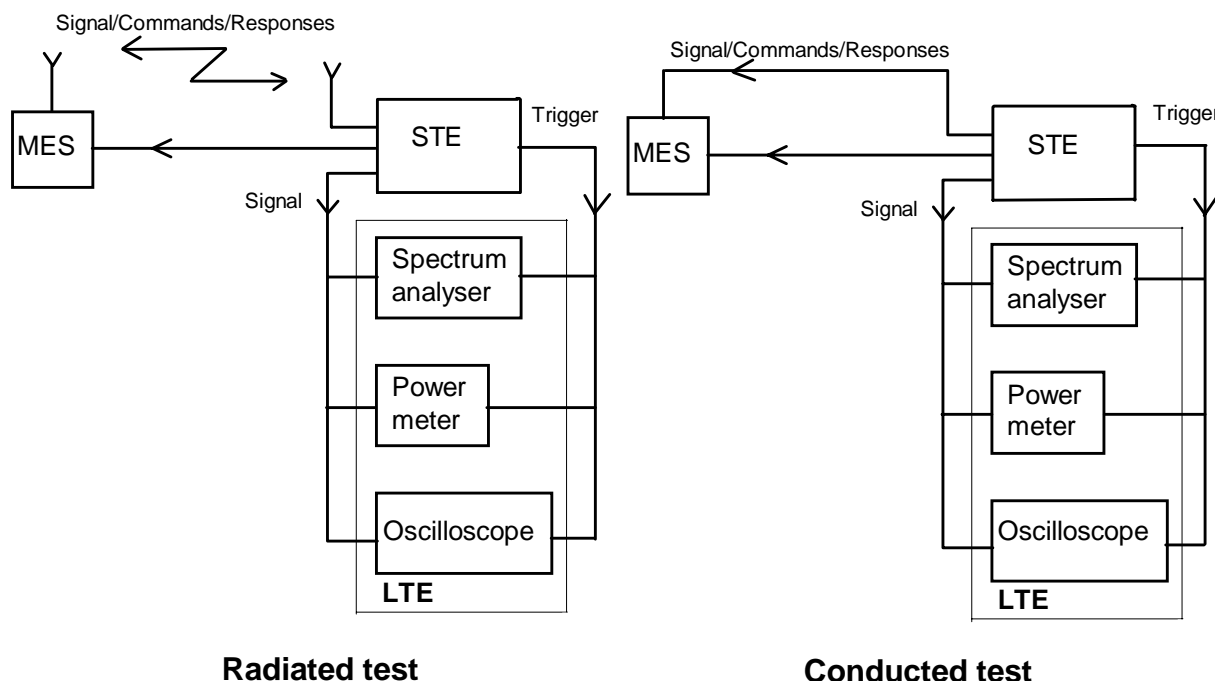 Signal/Commands/Responses
MES
STE
Trigger
Signal
Spectrum
analyser
Power
meter
Oscilloscope
LTE
Radiated test
Signal/Commands/Responses
MES
STE
Trigger
Signal
Spectrum
analyser
Power
meter
Oscilloscope
LTE
Conducted test